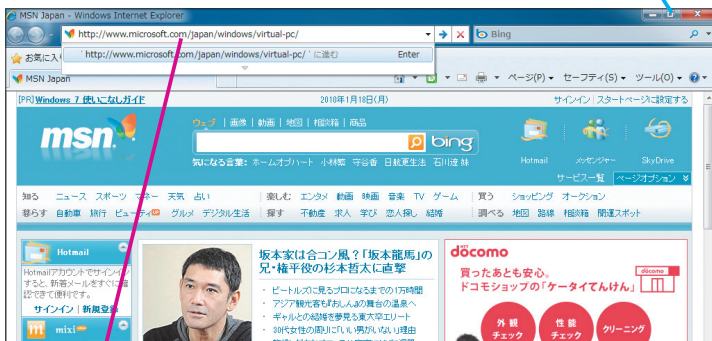 MSN Japan - Windows Internet Explorer
http://www.microsoft.com/japan/windows/virtual-pc/
Bing
お気に入り
'http://www.microsoft.com/japan/windows/virtual-pc/' に進む Enter
MSN Japan
ページ(P) セーフティ(S) ツール(O)
[PR]Windows 7 使いこなしガイド 2010年1月18日(月) サインイン | スタートページに設定する
msn
ウェブ | 画像 | 動画 | 地図 | 相談箱 | 商品
bing
気になる言葉: ホームオブハート 小林繁 守谷香 日航更生法 石川遼 妹
Hotmail メッセンジャー SkyDrive
サービス一覧 ページオプション
知る ニュース スポーツ マネー 天気 占い 楽しむ エンタメ 動画 映画 音楽 TV ゲーム 買う ショッピング オークション
暮らす 自動車 旅行 ビューティ グルメ デジタル生活 探す 不動産 求人 学び 恋人探し 結婚 調べる 地図 路線 相談箱 開運スポット
Hotmail
Hotmailアカウントでサインイン
すると、新着メールをすぐに確
認できて便利です。
サインイン | 新規登録
mixi
坂本家は合コン風?「坂本龍馬」の
兄・権平役の杉本哲太に直撃
・ビートルズに見るプロになるまでの1万時間
・アジア観光客も『おしん』の舞台の温泉へ
・ギャルとの結婚を夢見る東大卒エリート
・30代女性の周りに「いい男がいない」理由
döcomo
買ったあとも安心。
ドコモショップの「ケータイてんけん」
döcomo
外観
チェック
性能
チェック
クリーニング